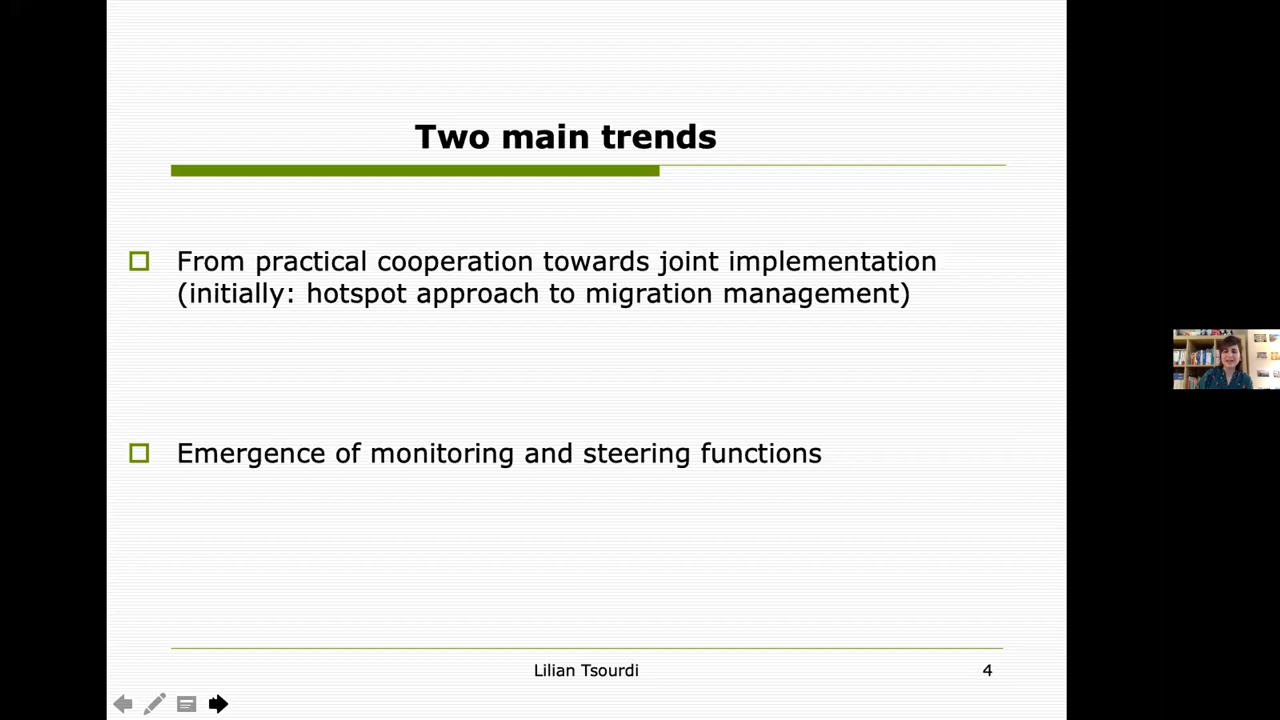 Two main trends
From practical cooperation towards joint implementation
(initially: hotspot approach to migration management)
Emergence of monitoring and steering functions
Lilian Tsourdi
4